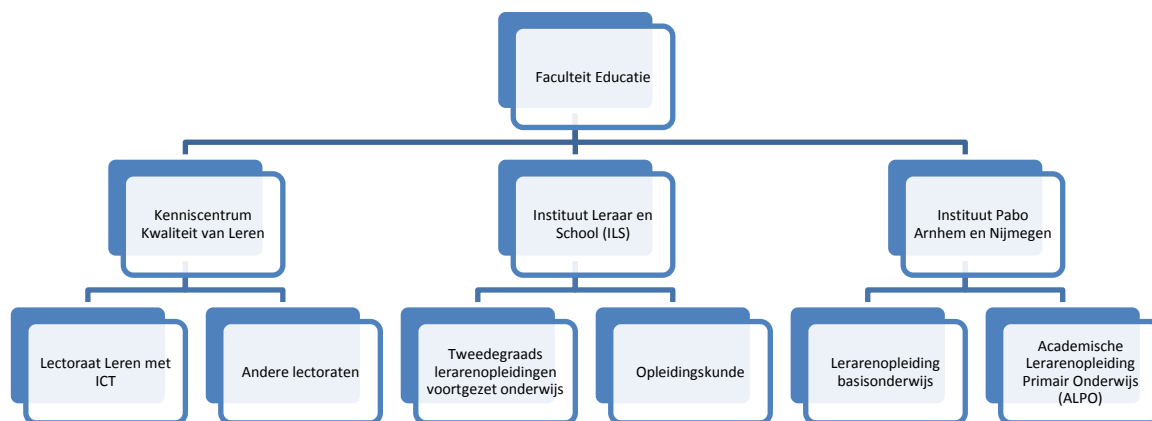 Faculteit Educatie
Kenniscentrum
Kwaliteit van Leren
Instituut Leraar en
School (ILS)
Instituut Pabo
Arnhem en Nijmegen
Lectoraat Leren met
ICT
Andere lectoraten
Tweedegraads
lerarenopleidingen
voortgezet onderwijs
Opleidingskunde
Lerarenopleiding
basisonderwijs
Academische
Lerarenopleiding
Primair Onderwijs
(ALPO)